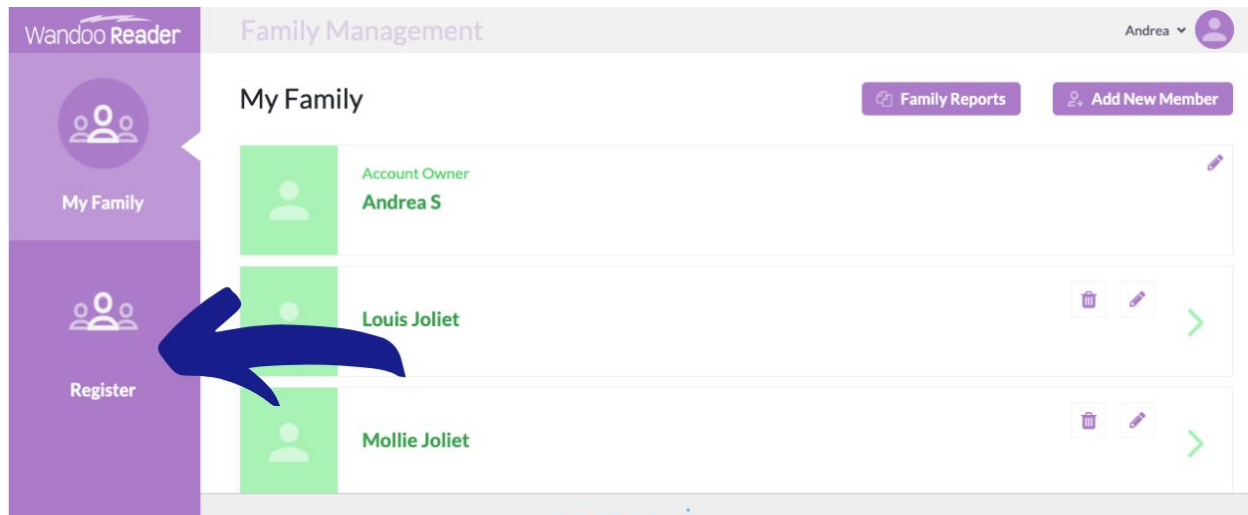 Wandoo Reader
Family Management
Andrea
My Family
Family Reports
Add New Member
My Family
Account Owner
Andrea S
Louis Joliet
Register
Mollie Joliet